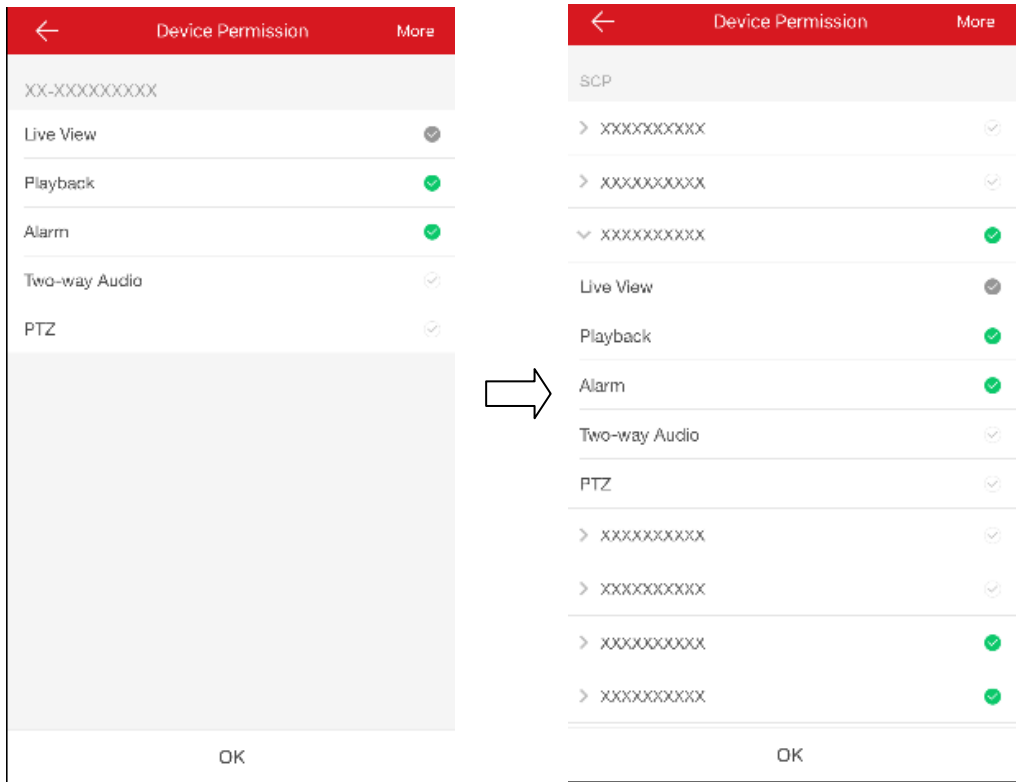 Device Permission More
XX-XXXXXXXXX
Live View
Playback
Alarm
Two-way Audio
PTZ
OK
Device Permission More
SCP
XXXXXXXXXX
XXXXXXXXXX
XXXXXXXXXX
Live View
Playback
Alarm
Two-way Audio
PTZ
XXXXXXXXXX
XXXXXXXXXX
XXXXXXXXXX
XXXXXXXXXX
OK